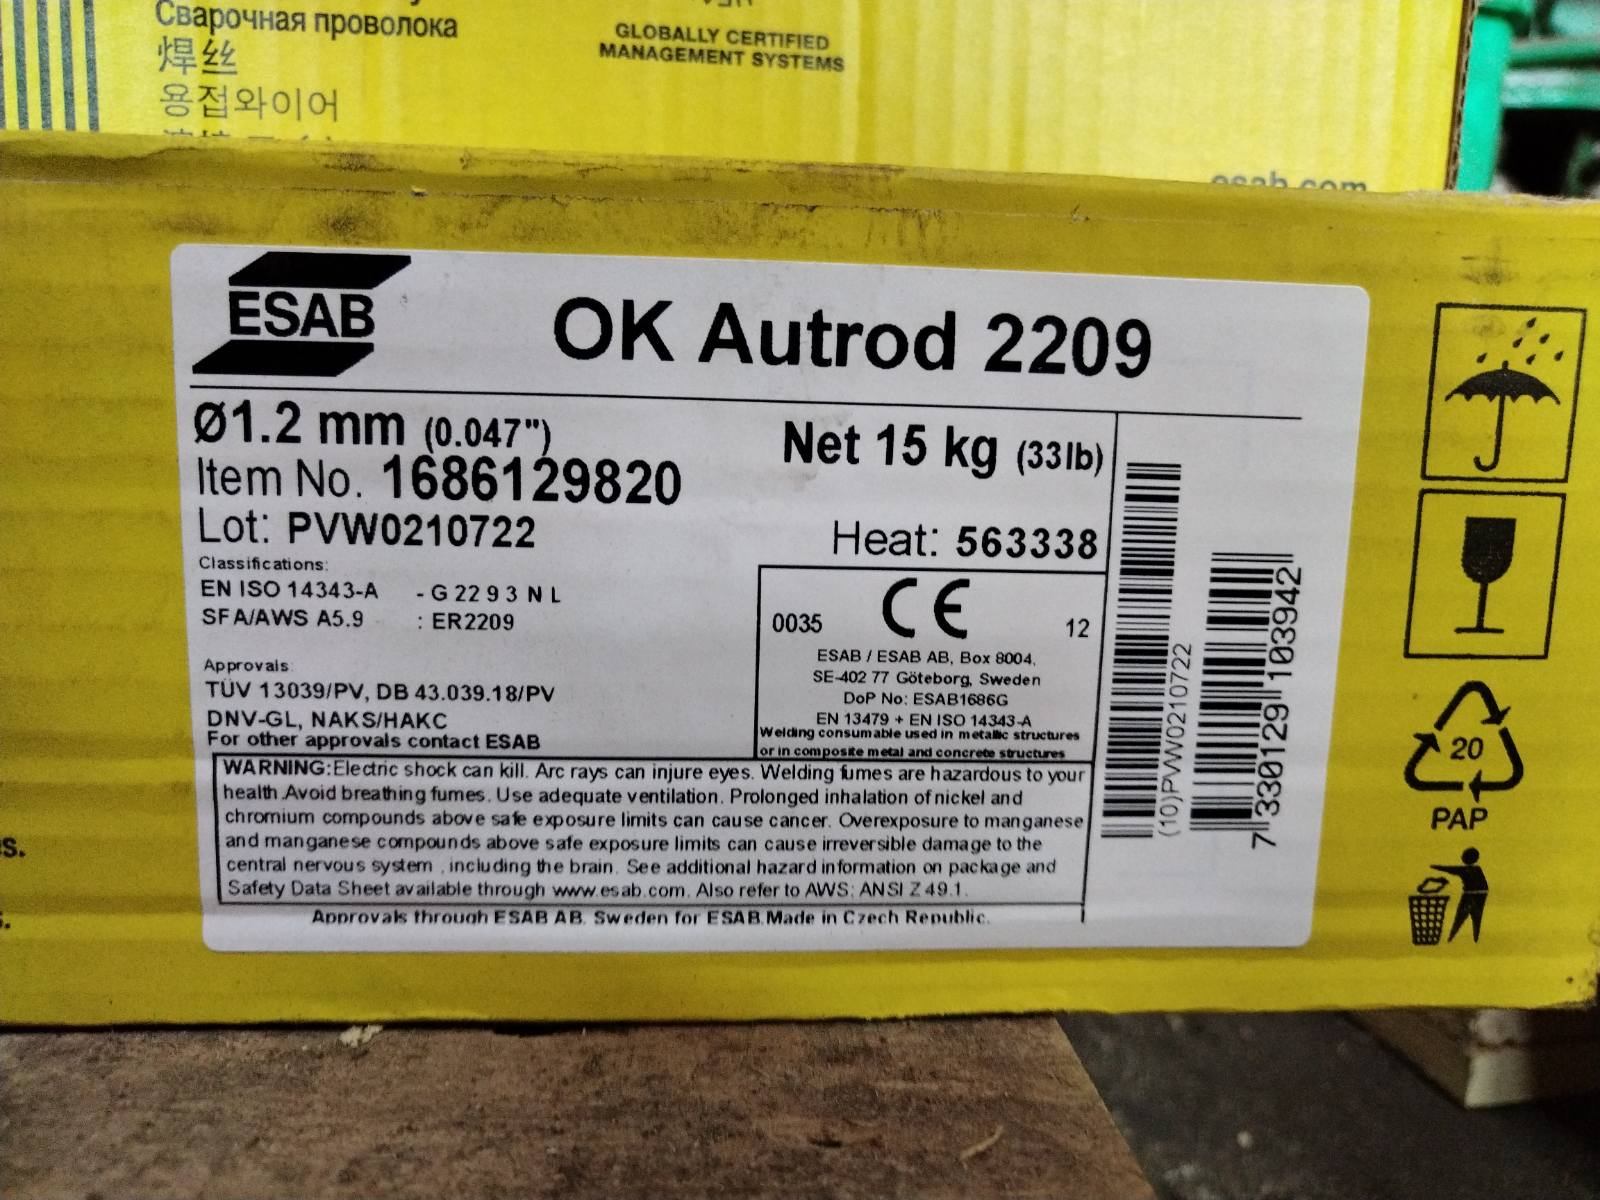 Сварочная проволока
焊丝
용접와이어
GLOBALLY CERTIFIED
MANAGEMENT SYSTEMS
esab.com
ESAB
OK Autrod 2209
Ø1.2 mm (0.047")
Net 15 kg (33lb)
Item No. 1686129820
Lot: PVW0210722
Heat: 563338
Classifications:
EN ISO 14343-A - G 22 9 3 N L
SFA/AWS A5.9 : ER2209
Approvals:
TÜV 13039/PV, DB 43.039.18/PV
DNV-GL, NAKS/HAKC
For other approvals contact ESAB
0035 CE 12
ESAB / ESAB AB, Box 8004,
SE-402 77 Göteborg, Sweden
DoP No: ESAB1686G
EN 13479 + EN ISO 14343-A
Welding consumable used in metallic structures
or in composite metal and concrete structures
WARNING:Electric shock can kill. Arc rays can injure eyes. Welding fumes are hazardous to your
health.Avoid breathing fumes. Use adequate ventilation. Prolonged inhalation of nickel and
chromium compounds above safe exposure limits can cause cancer. Overexposure to manganese
and manganese compounds above safe exposure limits can cause irreversible damage to the
central nervous system , including the brain. See additional hazard information on package and
Safety Data Sheet available through www.esab.com. Also refer to AWS: ANSI Z 49.1.
Approvals through ESAB AB. Sweden for ESAB.Made in Czech Republic.
(10)PVW0210722
7 330129 103942
20
PAP